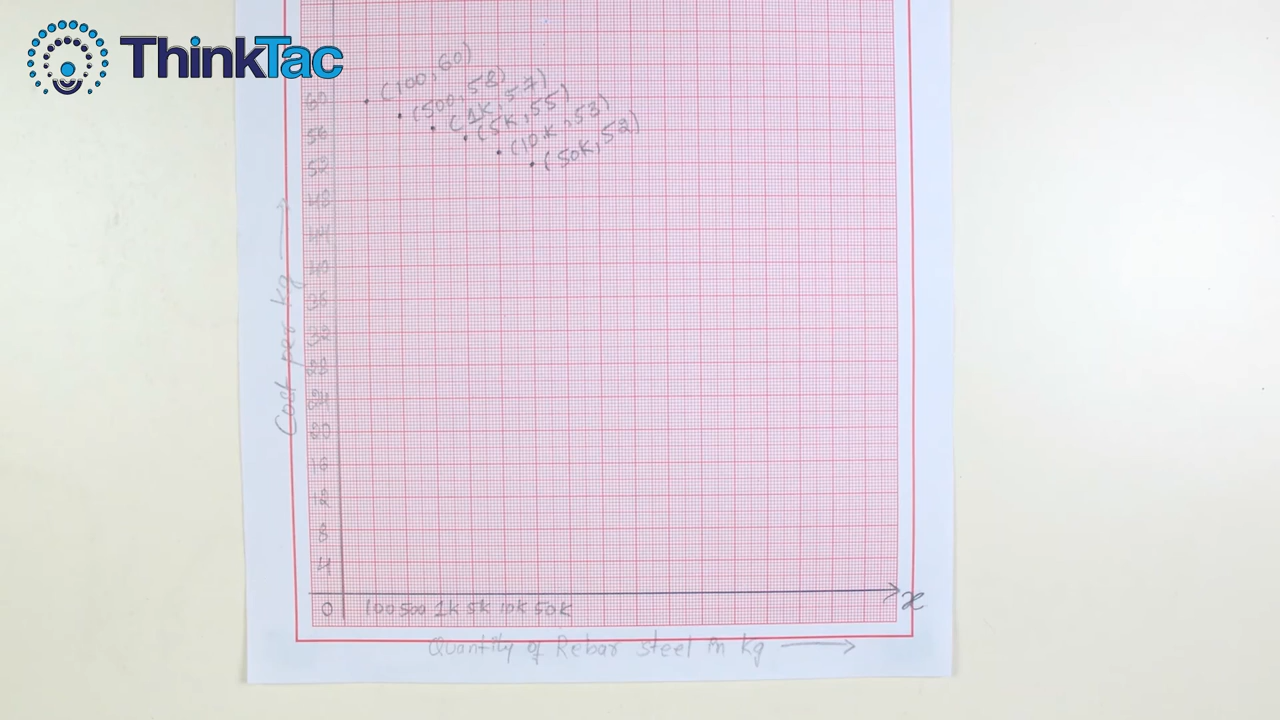 ThinkTac
(100, 60)
(500, 58)
(1K, 57)
(5K, 55)
(10K, 53)
(50K, 52)
60
56
52
48
44
40
36
32
28
24
20
16
12
8
4
0
Cost per Kg
100 500 1K 5K 10K 50K
x
Quantity of Rebar steel in Kg